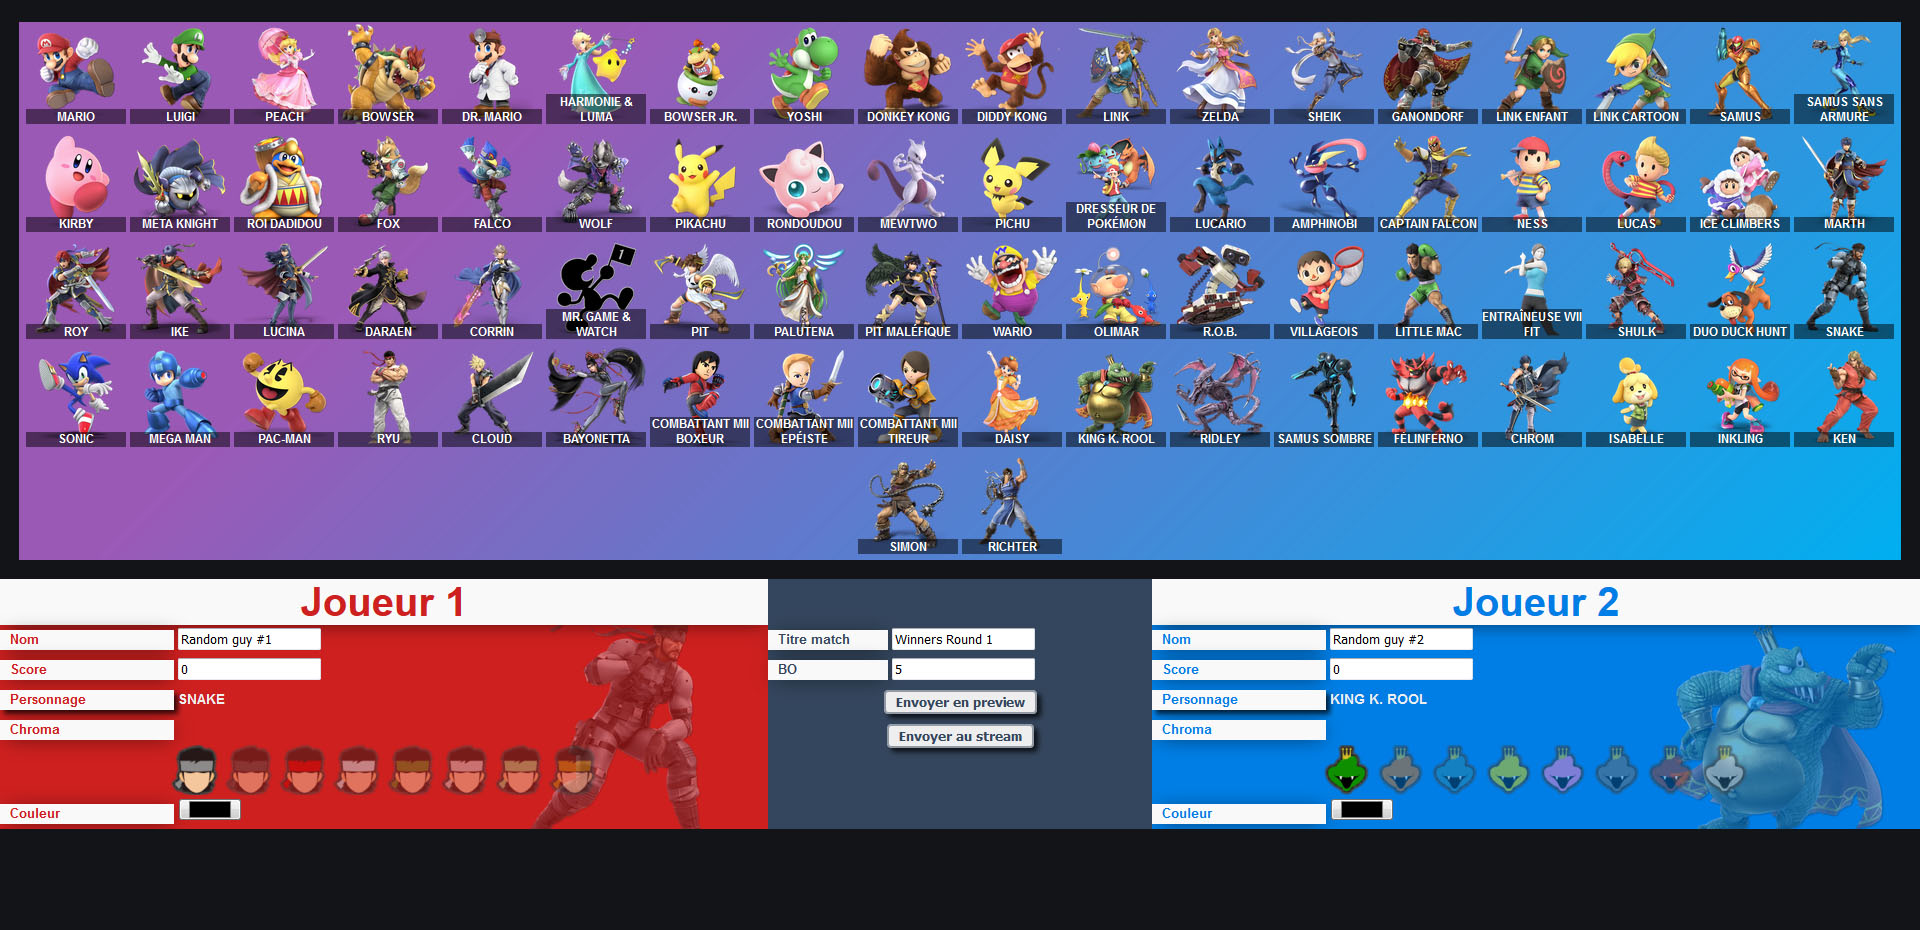 MARIO
LUIGI
PEACH
BOWSER
DR. MARIO
HARMONIE &
LUMA
BOWSER JR.
YOSHI
DONKEY KONG
DIDDY KONG
LINK
ZELDA
SHEIK
GANONDORF
LINK ENFANT
LINK CARTOON
SAMUS
SAMUS SANS
ARMURE
KIRBY
META KNIGHT
ROI DADIDOU
FOX
FALCO
WOLF
PIKACHU
RONDOUDOU
MEWTWO
PICHU
DRESSEUR DE
POKÉMON
LUCARIO
AMPHINOBI
CAPTAIN FALCON
NESS
LUCAS
ICE CLIMBERS
MARTH
ROY
IKE
LUCINA
DARAEN
CORRIN
MR. GAME &
WATCH
PIT
PALUTENA
PIT MALÉFIQUE
WARIO
OLIMAR
R.O.B.
VILLAGEOIS
LITTLE MAC
ENTRAÎNEUSE WII
FIT
SHULK
DUO DUCK HUNT
SNAKE
SONIC
MEGA MAN
PAC-MAN
RYU
CLOUD
BAYONETTA
COMBATTANT MII
BOXEUR
COMBATTANT MII
EPÉISTE
COMBATTANT MII
TIREUR
DAISY
KING K. ROOL
RIDLEY
SAMUS SOMBRE
FÉLINFERNO
CHROM
ISABELLE
INKLING
KEN
SIMON
RICHTER
Joueur 1
Nom
Random guy #1
Score
0
Personnage
SNAKE
Chroma
Couleur
Titre match
Winners Round 1
BO
5
Envoyer en preview
Envoyer au stream
Joueur 2
Nom
Random guy #2
Score
0
Personnage
KING K. ROOL
Chroma
Couleur